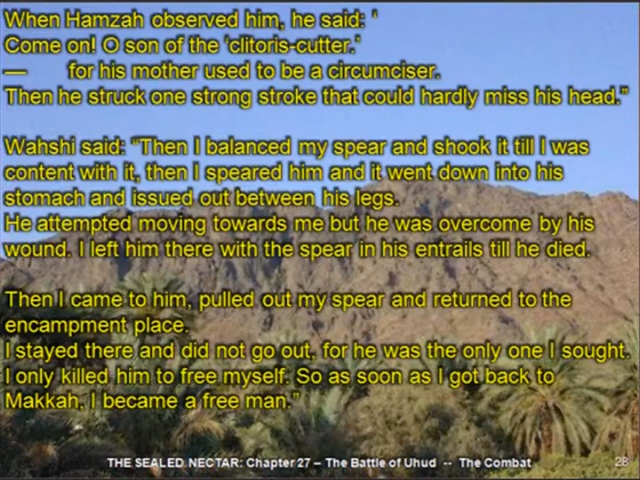 When Hamzah observed him, he said: '
Come on! O son of the 'clitoris-cutter.'
— for his mother used to be a circumciser.
Then he struck one strong stroke that could hardly miss his head."
Wahshi said: "Then I balanced my spear and shook it till I was
content with it, then I speared him and it went down into his
stomach and issued out between his legs.
He attempted moving towards me but he was overcome by his
wound. I left him there with the spear in his entrails till he died.
Then I came to him, pulled out my spear and returned to the
encampment place.
I stayed there and did not go out, for he was the only one I sought.
I only killed him to free myself. So as soon as I got back to
Makkah, I became a free man."
THE SEALED NECTAR: Chapter 27 – The Battle of Uhud -- The Combat
28